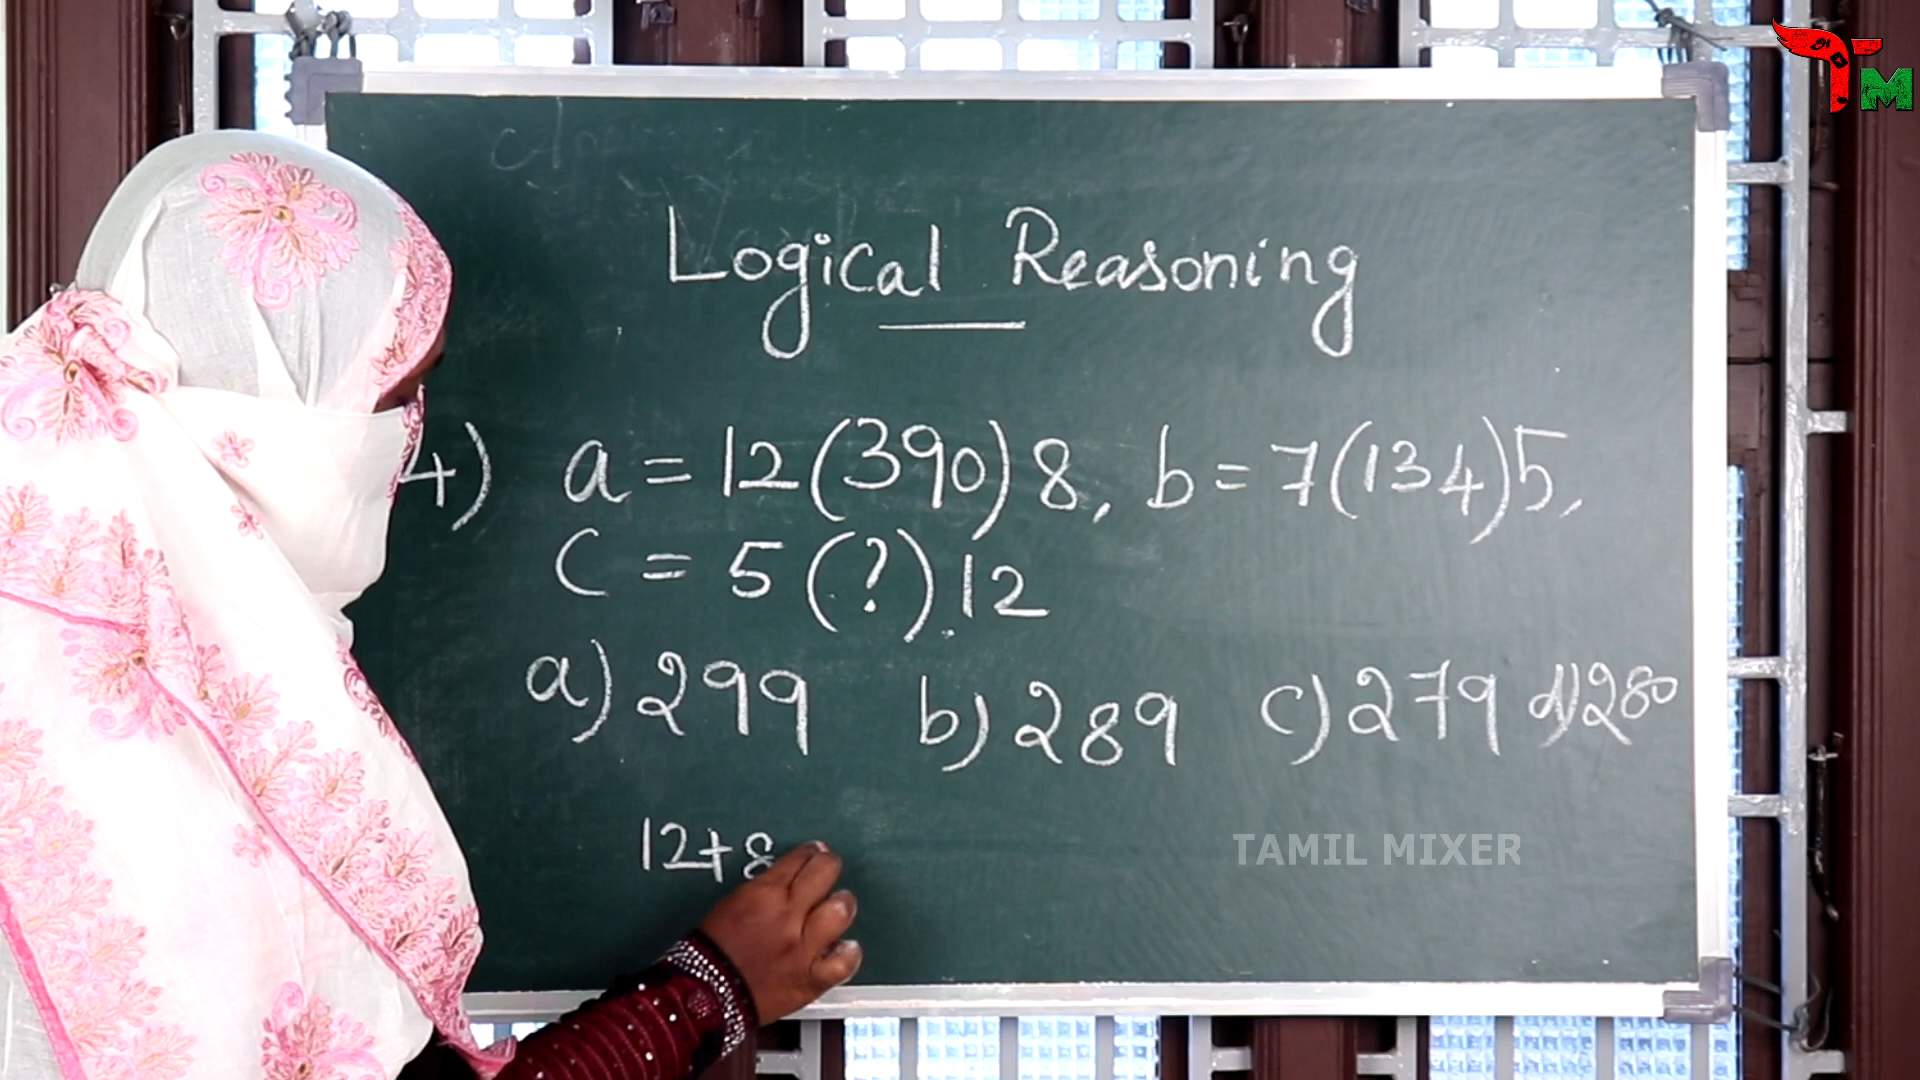 Logical Reasoning
4) a = 12 (390) 8, b = 7 (134) 5,
C = 5 (?) 12
a) 299 b) 289 c) 279 d) 280
12+8
TAMIL MIXER
TM